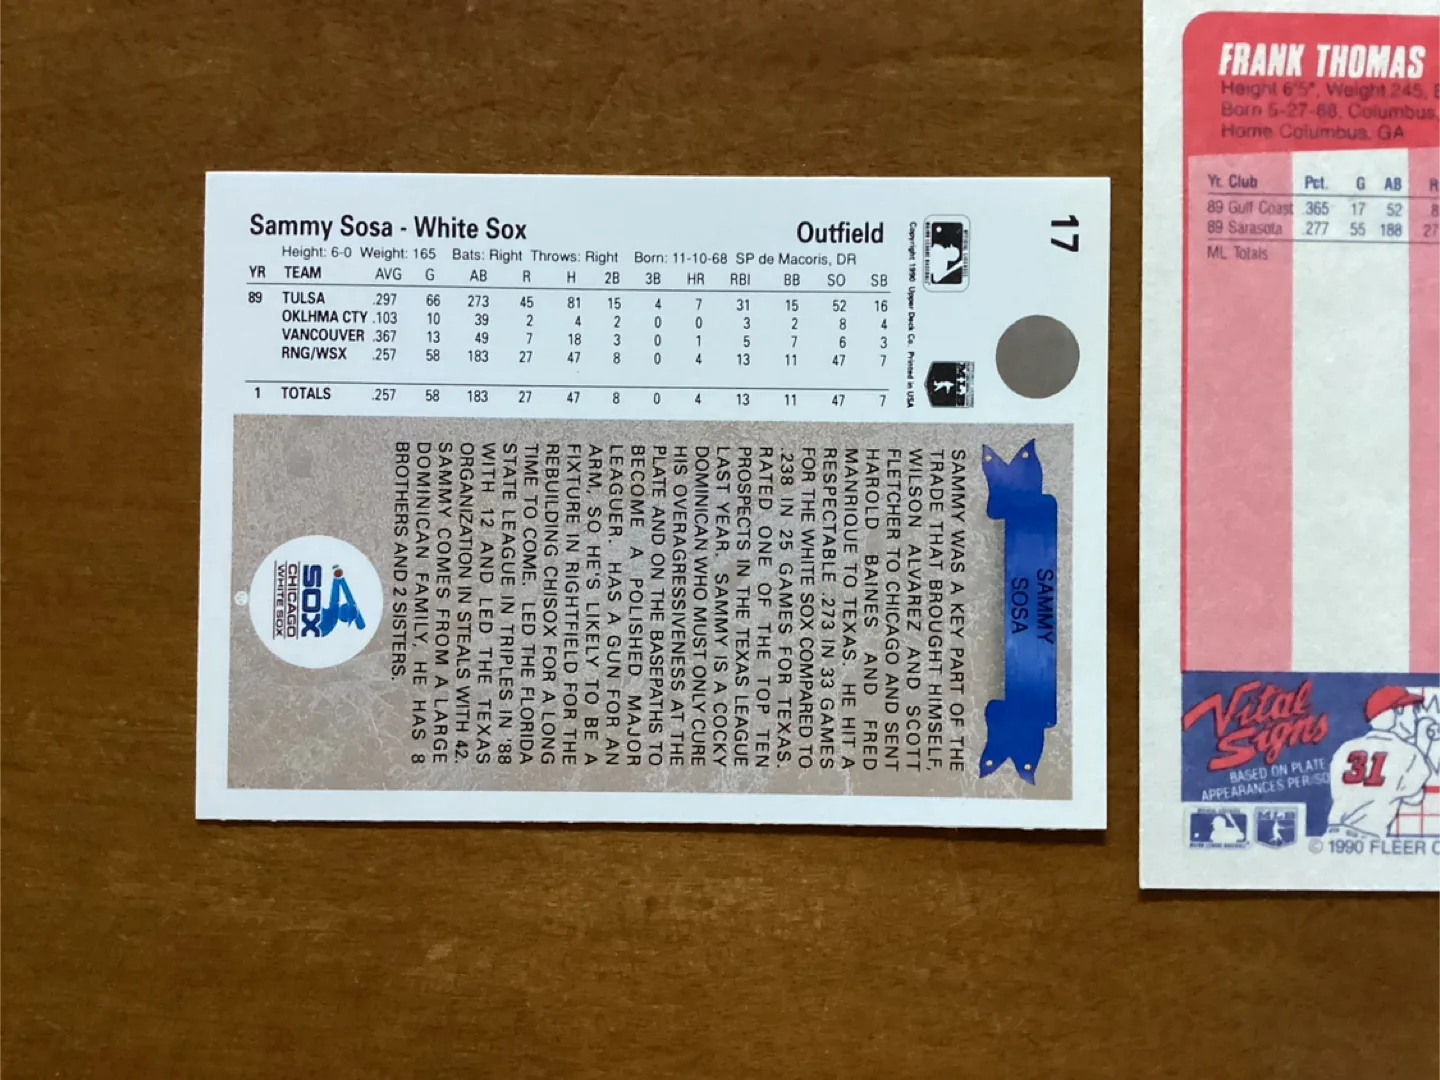 Sammy Sosa - White Sox Outfield
Height: 6-0 Weight: 165 Bats: Right Throws: Right Born: 11-10-68 SP de Macoris, DR
YR TEAM AVG G AB R H 2B 3B HR RBI BB SO SB
89 TULSA .297 66 273 45 81 15 4 7 31 15 52 16
OKLHMA CTY .103 10 39 2 4 2 0 0 3 2 8 4
VANCOUVER .367 13 49 7 18 3 0 1 5 7 6 3
RNG/WSX .257 58 183 27 47 8 0 4 13 11 47 7
1 TOTALS .257 58 183 27 47 8 0 4 13 11 47 7
17
Copyright 1990 Upper Deck Co. Printed in USA
SAMMY
SOSA
SAMMY WAS A KEY PART OF THE
TRADE THAT BROUGHT HIMSELF,
WILSON ALVAREZ AND SCOTT
FLETCHER TO CHICAGO AND SENT
HAROLD BAINES AND FRED
MANRIQUE TO TEXAS. HE HIT A
RESPECTABLE .273 IN 33 GAMES
FOR THE WHITE SOX COMPARED TO
.238 IN 25 GAMES FOR TEXAS.
RATED ONE OF THE TOP TEN
PROSPECTS IN THE TEXAS LEAGUE
LAST YEAR. SAMMY IS A COCKY
DOMINICAN WHO MUST ONLY CURE
HIS OVERAGRESSIVENESS AT THE
PLATE AND ON THE BASEPATHS TO
BECOME A POLISHED MAJOR
LEAGUER. HAS A GUN FOR AN
ARM, SO HE'S LIKELY TO BE A
FIXTURE IN RIGHTFIELD FOR THE
REBUILDING CHISOX FOR A LONG
TIME TO COME. LED THE FLORIDA
STATE LEAGUE IN TRIPLES IN '88
WITH 12 AND LED THE TEXAS
ORGANIZATION IN STEALS WITH 42.
SAMMY COMES FROM A LARGE
DOMINICAN FAMILY, HE HAS 8
BROTHERS AND 2 SISTERS.
SOX
CHICAGO
WHITE SOX
MLB
FRANK THOMAS
Height 6'5", Weight 245,
Born 5-27-68, Columbus,
Home Columbus, GA
Yr. Club Pct. G AB R
89 Gulf Coast .365 17 52 8
89 Sarasota .277 55 188 27
ML Totals
Vital
Signs
BASED ON PLATE
APPEARANCES PER/SO
31
MLB
© 1990 FLEER C